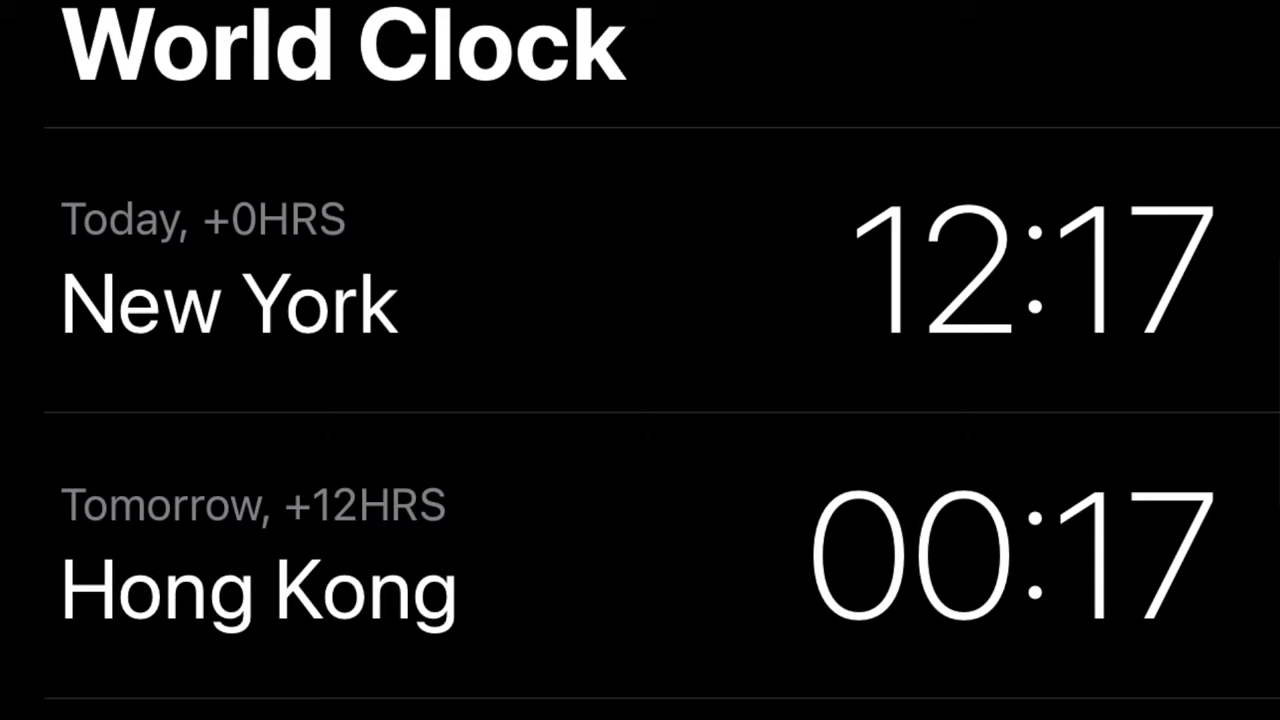 World Clock
Today, +0HRS
New York
12:17
Tomorrow, +12HRS
Hong Kong
00:17